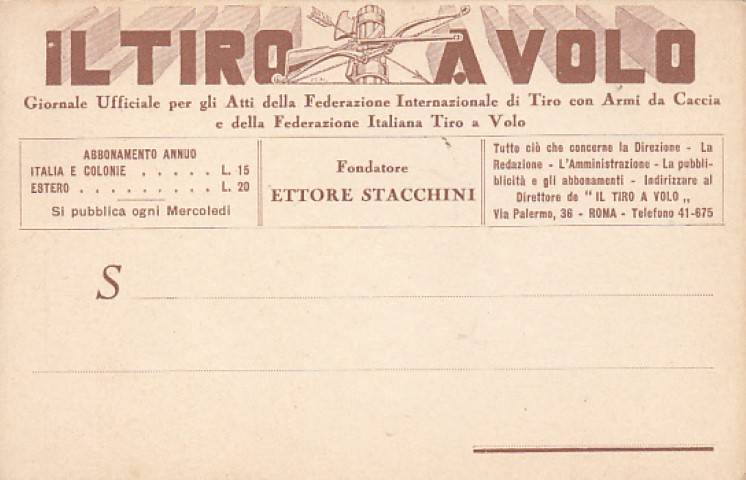 IL TIRO A VOLO
Giornale Ufficiale per gli Atti della Federazione Internazionale di Tiro con Armi da Caccia
e della Federazione Italiana Tiro a Volo
ABBONAMENTO ANNUO
ITALIA E COLONIE . . . . . L. 15
ESTERO . . . . . . . . . L. 20
Si pubblica ogni Mercoledì
Fondatore
ETTORE STACCHINI
Tutto ciò che concerne la Direzione - La
Redazione - L'Amministrazione - La pubbli-
blicità e gli abbonamenti - Indirizzare al
Direttore de " IL TIRO A VOLO „
Via Palermo, 36 - ROMA - Telefono 41-675
S